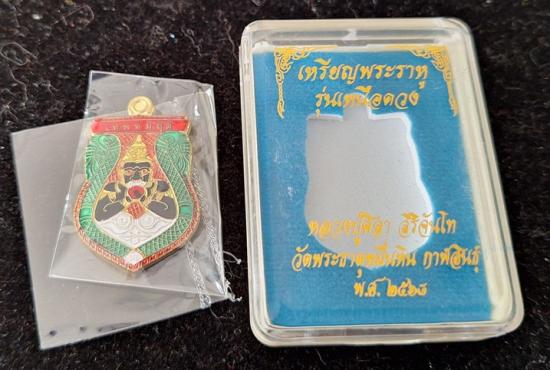 เหรียญพระราหู
รุ่นเหนือดวง
หลวงปู่ศิลา สิริจันโท
วัดพระธาตุหมื่นหิน กาฬสินธุ์
พ.ศ. ๒๕๖๘